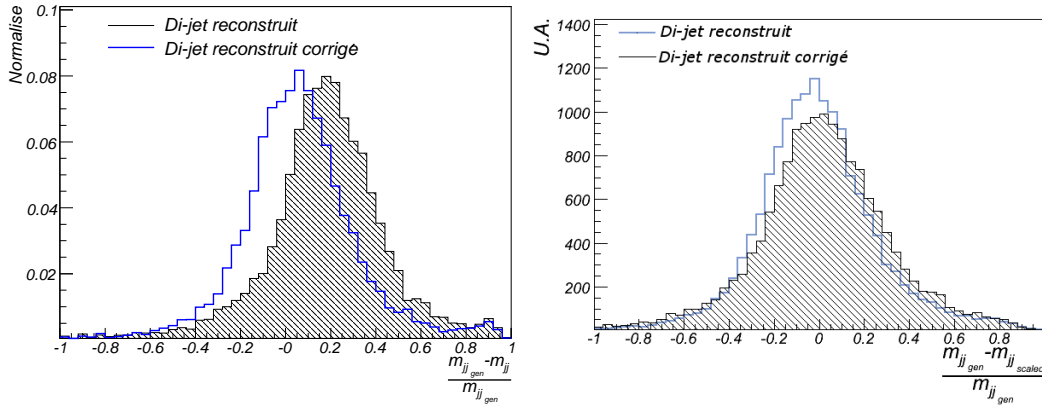 0.1
Normalise
Di-jet reconstruit
Di-jet reconstruit corrigé
0.08
0.06
0.04
0.02
-1 -0.8 -0.6 -0.4 -0.2 -0 0.2 0.4 0.6 0.8 1
m_jj_gen-m_jj
m_jj_gen
U.A.
1400
Di-jet reconstruit
Di-jet reconstruit corrigé
1200
1000
800
600
400
200
-1 -0.8 -0.6 -0.4 -0.2 -0 0.2 0.4 0.6 0.8
m_jj_gen-m_jj_scaled
m_jj_gen